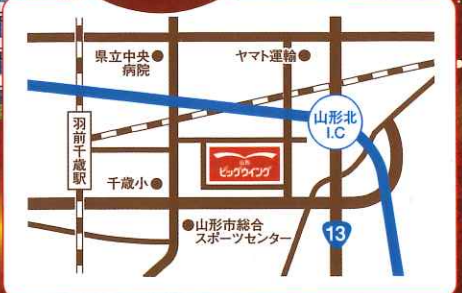 県立中央
病院
ヤマト運輸
山形北
I.C
羽前千歳駅
山形
ビッグウイング
千歳小
山形市総合
スポーツセンター
13